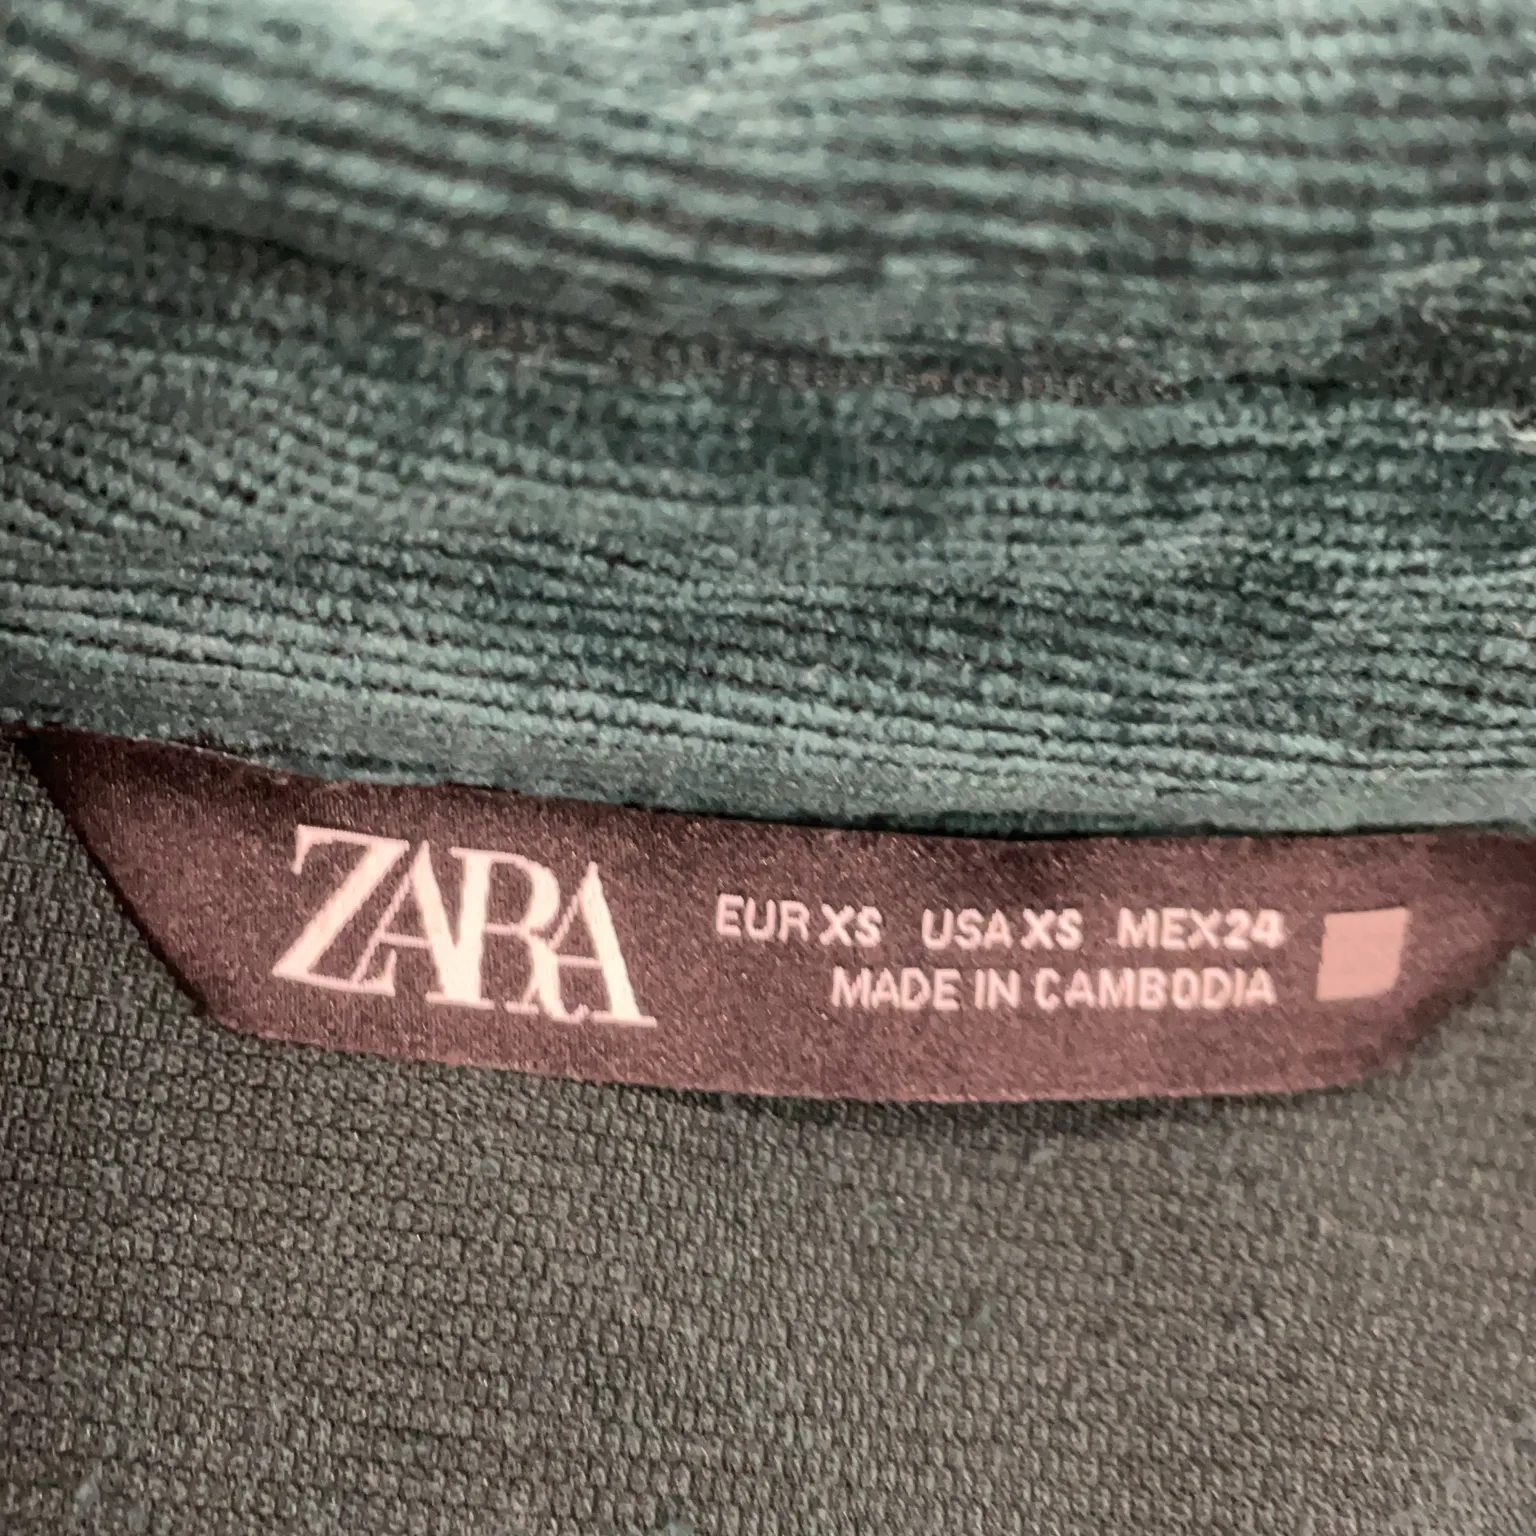 ZARA
EUR XS USA XS MEX 24
MADE IN CAMBODIA